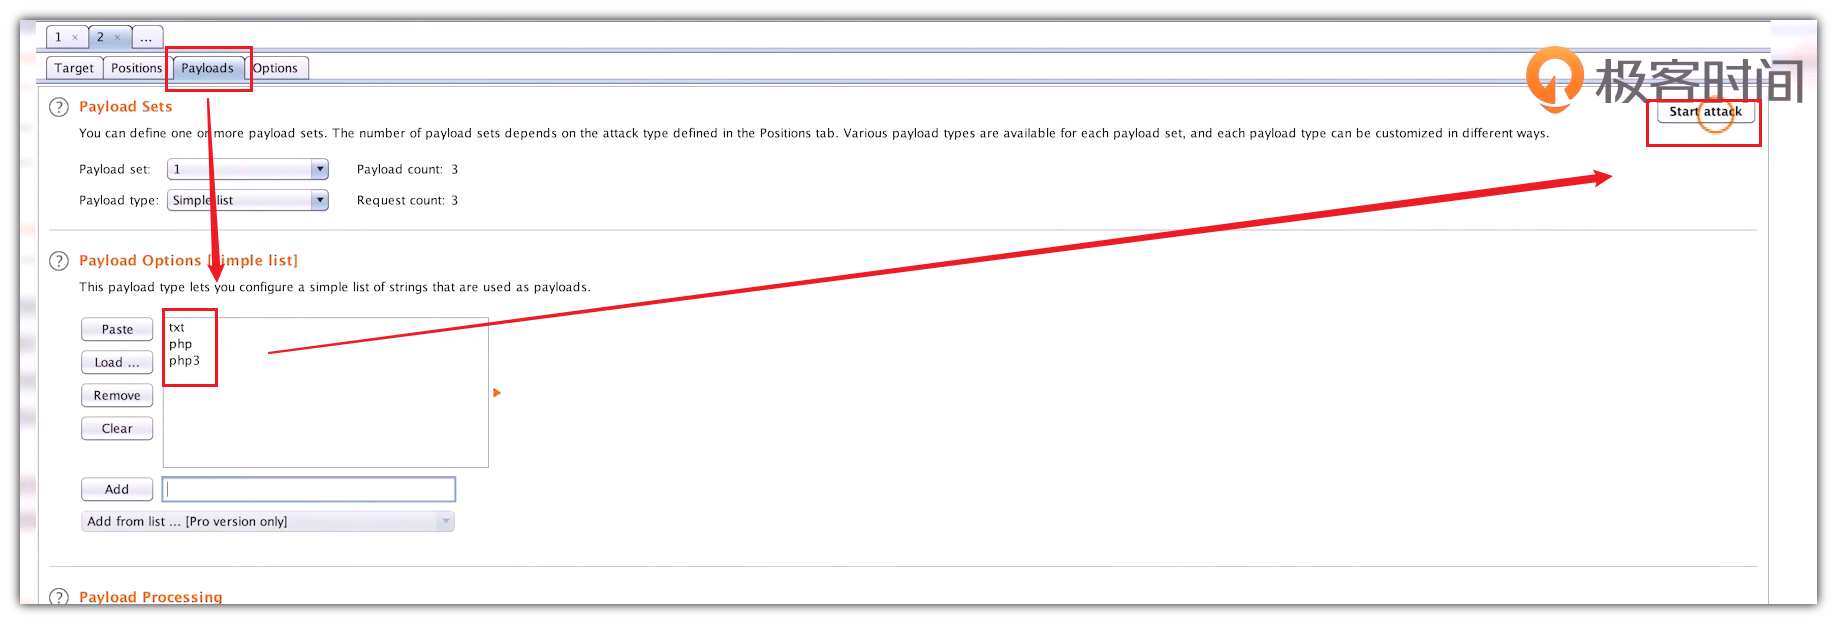 1 × 2 × ...
Target Positions Payloads Options
极客时间
? Payload Sets
Start attack
You can define one or more payload sets. The number of payload sets depends on the attack type defined in the Positions tab. Various payload types are available for each payload set, and each payload type can be customized in different ways.
Payload set: 1 Payload count: 3
Payload type: Simple list Request count: 3
? Payload Options [Simple list]
This payload type lets you configure a simple list of strings that are used as payloads.
Paste
Load ...
Remove
Clear
txt
php
php3
Add
Add from list ... [Pro version only]
? Payload Processing